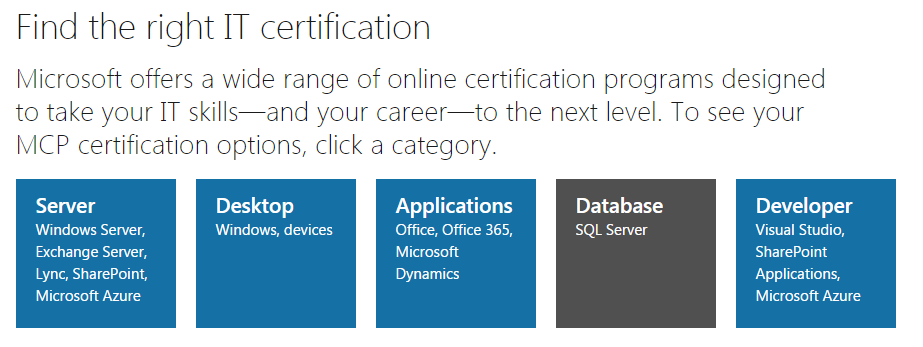 Find the right IT certification
Microsoft offers a wide range of online certification programs designed
to take your IT skills—and your career—to the next level. To see your
MCP certification options, click a category.
Server
Windows Server,
Exchange Server,
Lync, SharePoint,
Microsoft Azure
Desktop
Windows, devices
Applications
Office, Office 365,
Microsoft
Dynamics
Database
SQL Server
Developer
Visual Studio,
SharePoint
Applications,
Microsoft Azure